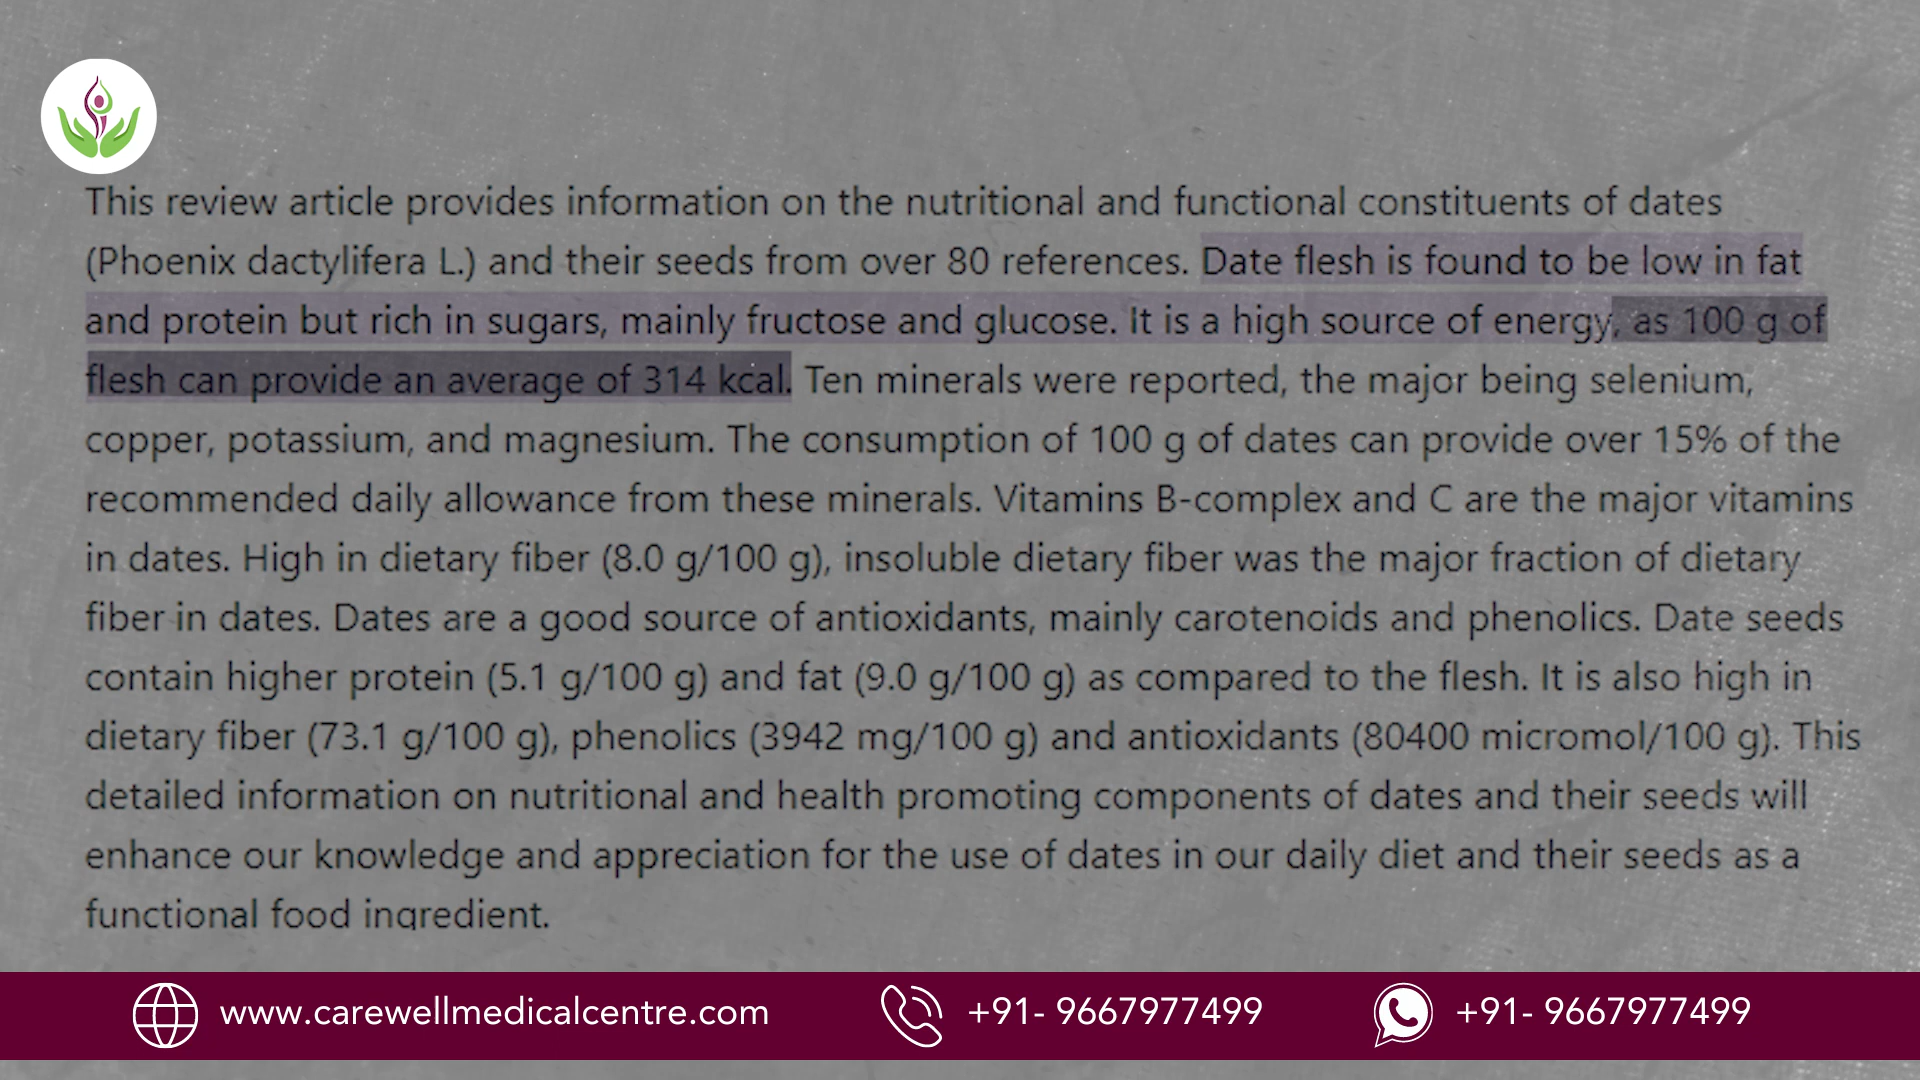 This review article provides information on the nutritional and functional constituents of dates
(Phoenix dactylifera L.) and their seeds from over 80 references. Date flesh is found to be low in fat
and protein but rich in sugars, mainly fructose and glucose. It is a high source of energy, as 100 g of
flesh can provide an average of 314 kcal. Ten minerals were reported, the major being selenium,
copper, potassium, and magnesium. The consumption of 100 g of dates can provide over 15% of the
recommended daily allowance from these minerals. Vitamins B-complex and C are the major vitamins
in dates. High in dietary fiber (8.0 g/100 g), insoluble dietary fiber was the major fraction of dietary
fiber in dates. Dates are a good source of antioxidants, mainly carotenoids and phenolics. Date seeds
contain higher protein (5.1 g/100 g) and fat (9.0 g/100 g) as compared to the flesh. It is also high in
dietary fiber (73.1 g/100 g), phenolics (3942 mg/100 g) and antioxidants (80400 micromol/100 g). This
detailed information on nutritional and health promoting components of dates and their seeds will
enhance our knowledge and appreciation for the use of dates in our daily diet and their seeds as a
functional food ingredient.
www.carewellmedicalcentre.com +91- 9667977499 +91- 9667977499